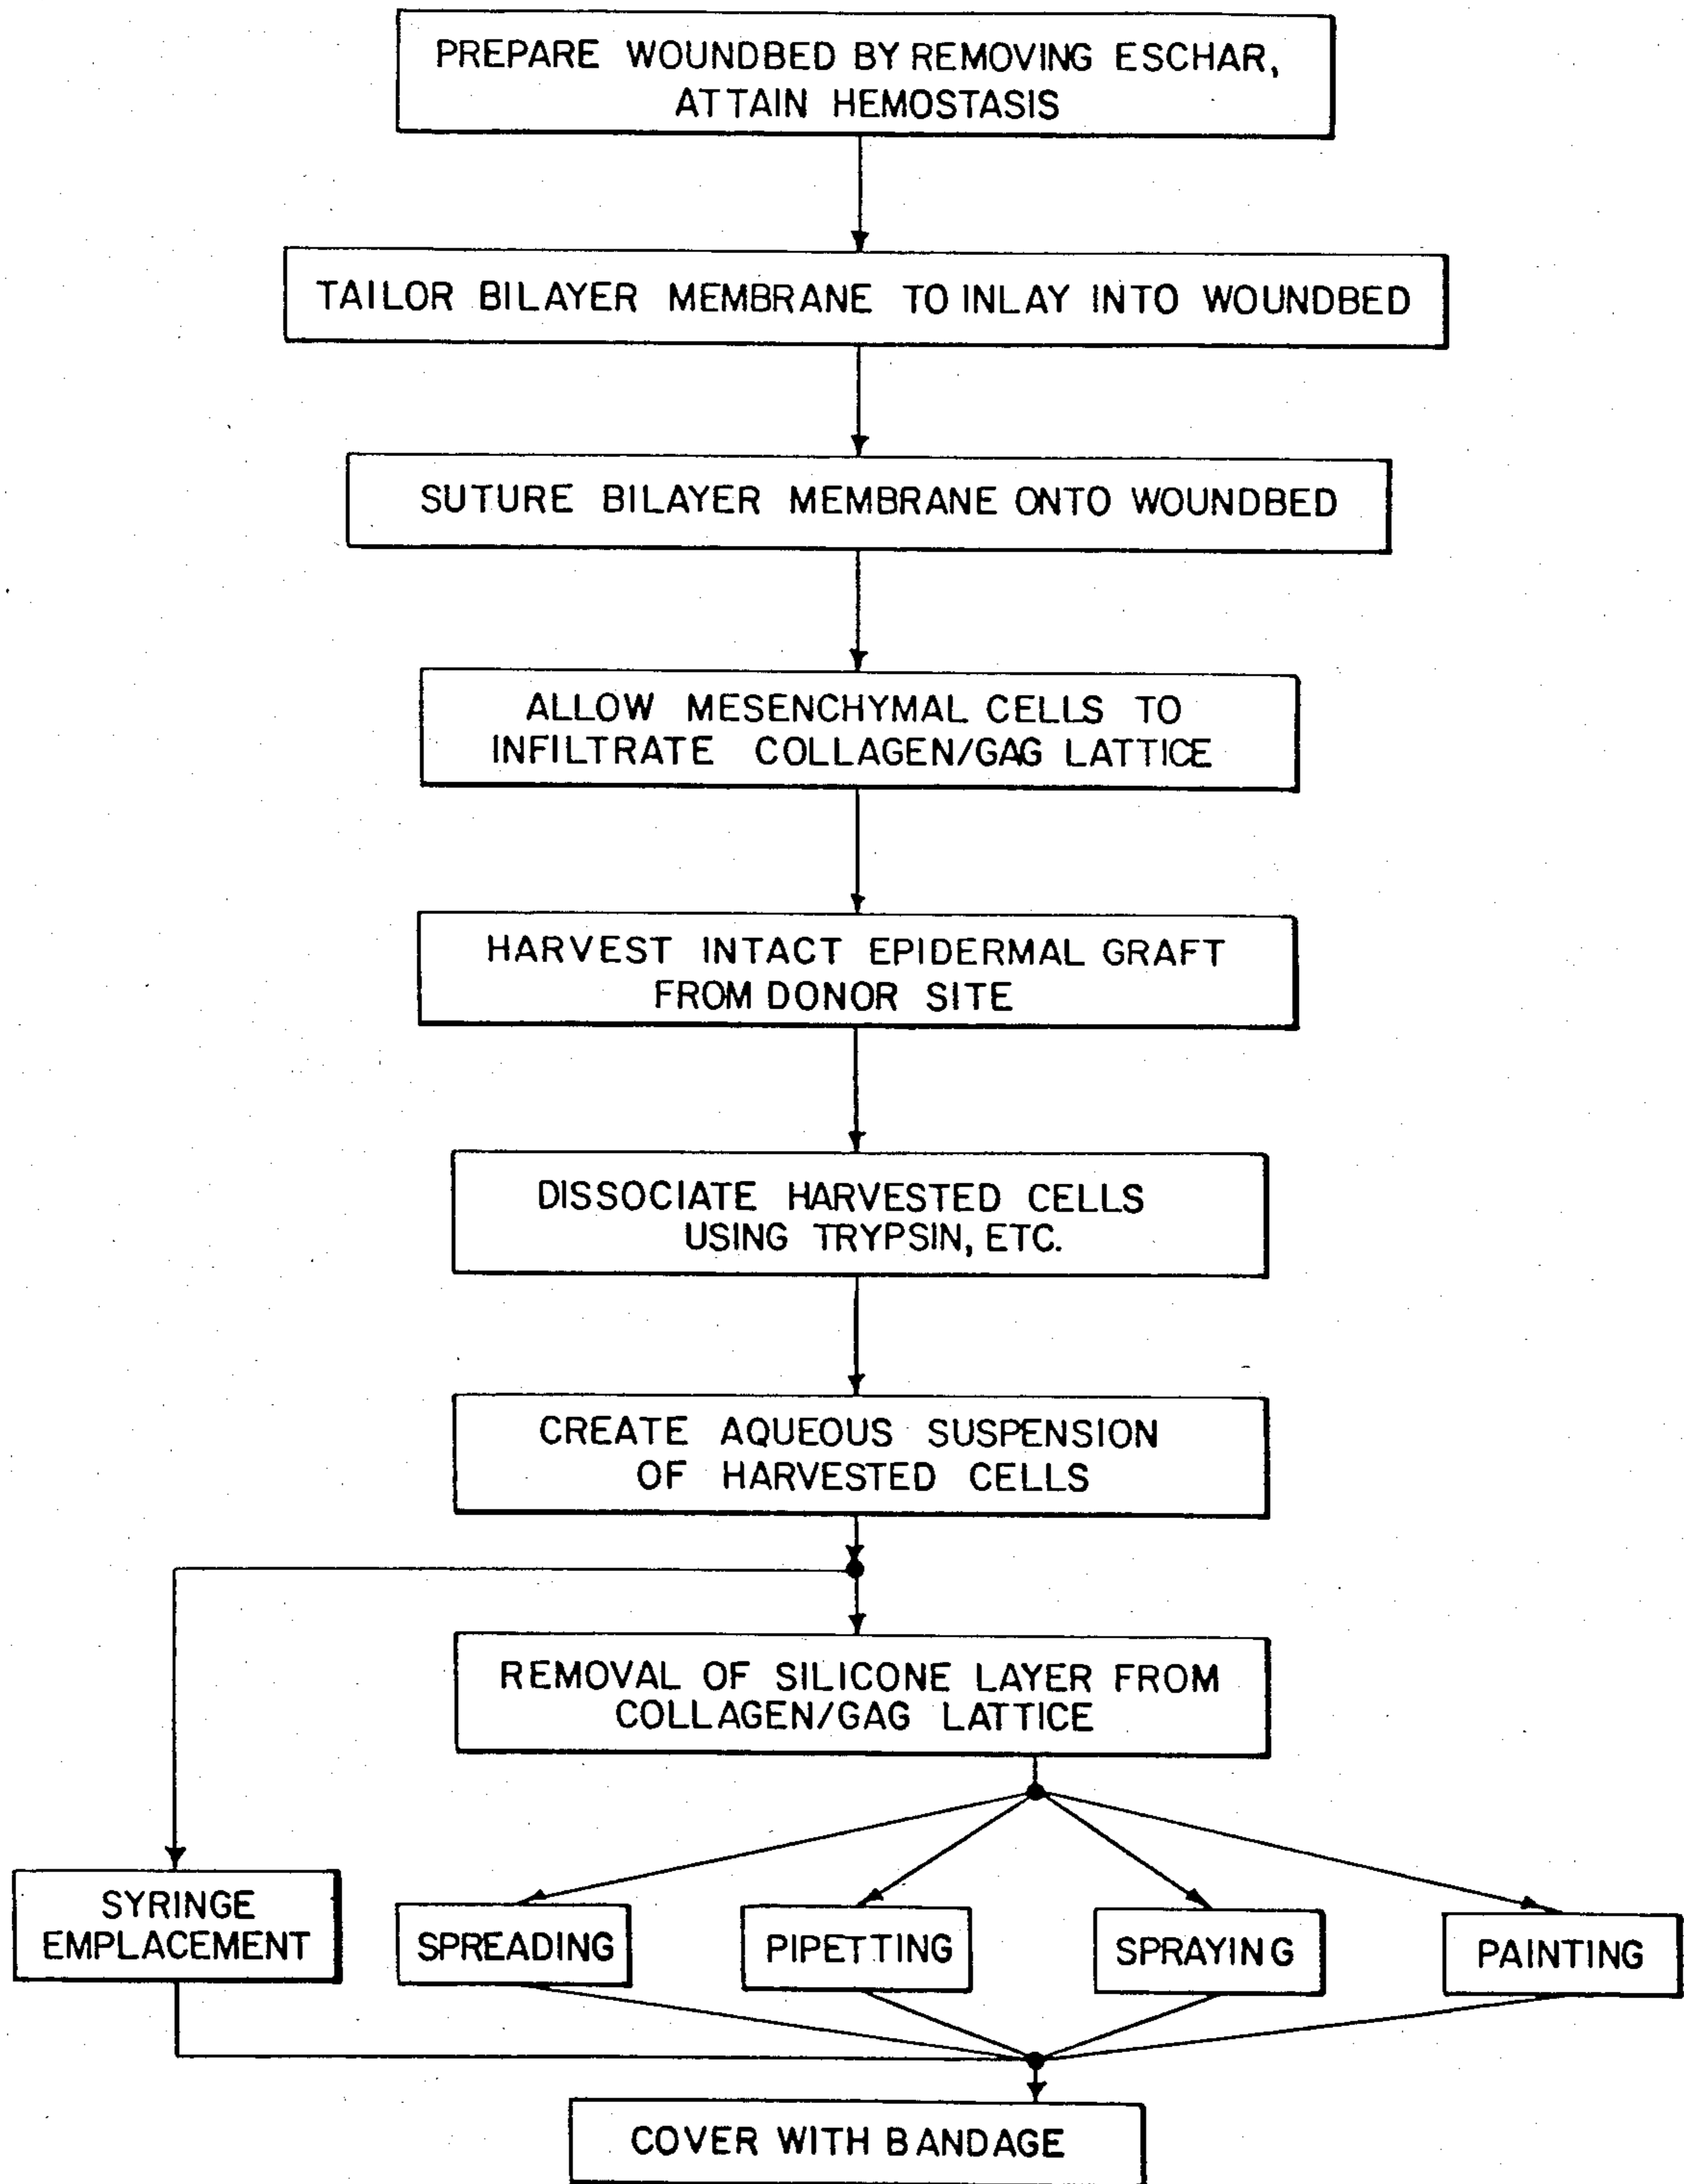 PREPARE WOUNDBED BY REMOVING ESCHAR,
ATTAIN HEMOSTASIS
TAILOR BILAYER MEMBRANE TO INLAY INTO WOUNDBED
SUTURE BILAYER MEMBRANE ONTO WOUNDBED
ALLOW MESENCHYMAL CELLS TO
INFILTRATE COLLAGEN/GAG LATTICE
HARVEST INTACT EPIDERMAL GRAFT
FROM DONOR SITE
DISSOCIATE HARVESTED CELLS
USING TRYPSIN, ETC.
CREATE AQUEOUS SUSPENSION
OF HARVESTED CELLS
REMOVAL OF SILICONE LAYER FROM
COLLAGEN/GAG LATTICE
SYRINGE
EMPLACEMENT
SPREADING
PIPETTING
SPRAYING
PAINTING
COVER WITH BANDAGE